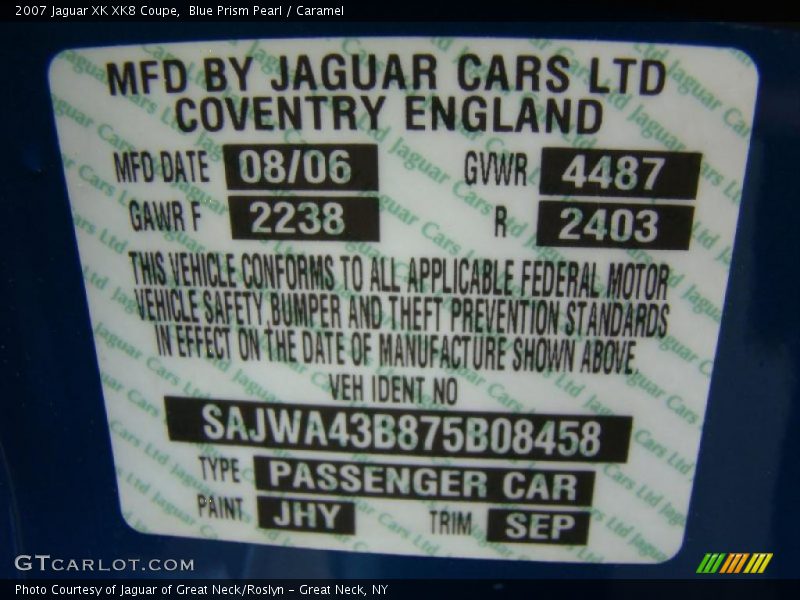 2007 Jaguar XK XK8 Coupe,  Blue Prism Pearl / Caramel
MFD BY JAGUAR CARS LTD
COVENTRY ENGLAND
MFD DATE 08/06 GVWR 4487
GAWR F 2238 R 2403
THIS VEHICLE CONFORMS TO ALL APPLICABLE FEDERAL MOTOR
VEHICLE SAFETY, BUMPER AND THEFT PREVENTION STANDARDS
IN EFFECT ON THE DATE OF MANUFACTURE SHOWN ABOVE.
VEH IDENT NO
SAJWA43B875B08458
TYPE PASSENGER CAR
PAINT JHY TRIM SEP
GTCARLOT.COM
Photo Courtesy of Jaguar of Great Neck/Roslyn - Great Neck, NY